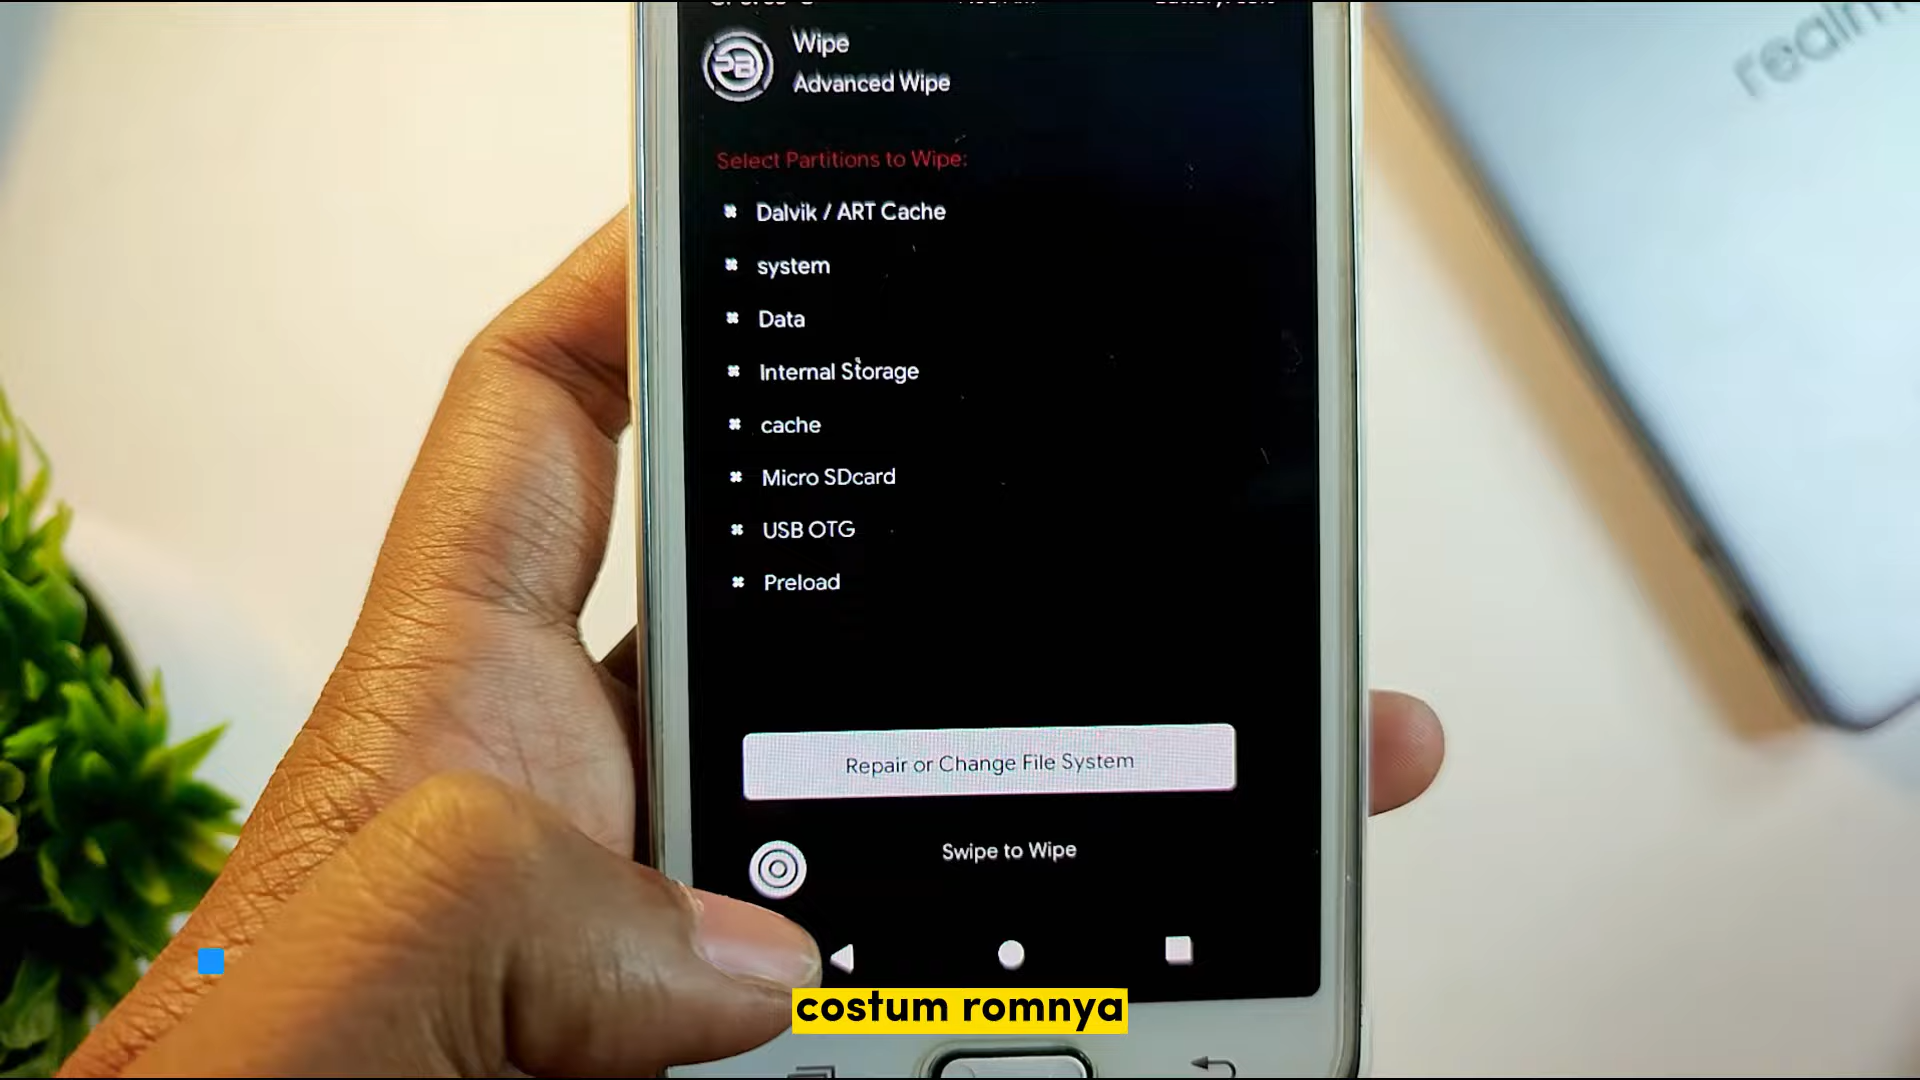 Wipe
Advanced Wipe
Select Partitions to Wipe:
Dalvik / ART Cache
system
Data
Internal Storage
cache
Micro SDcard
USB OTG
Preload
Repair or Change File System
Swipe to Wipe
costum romnya